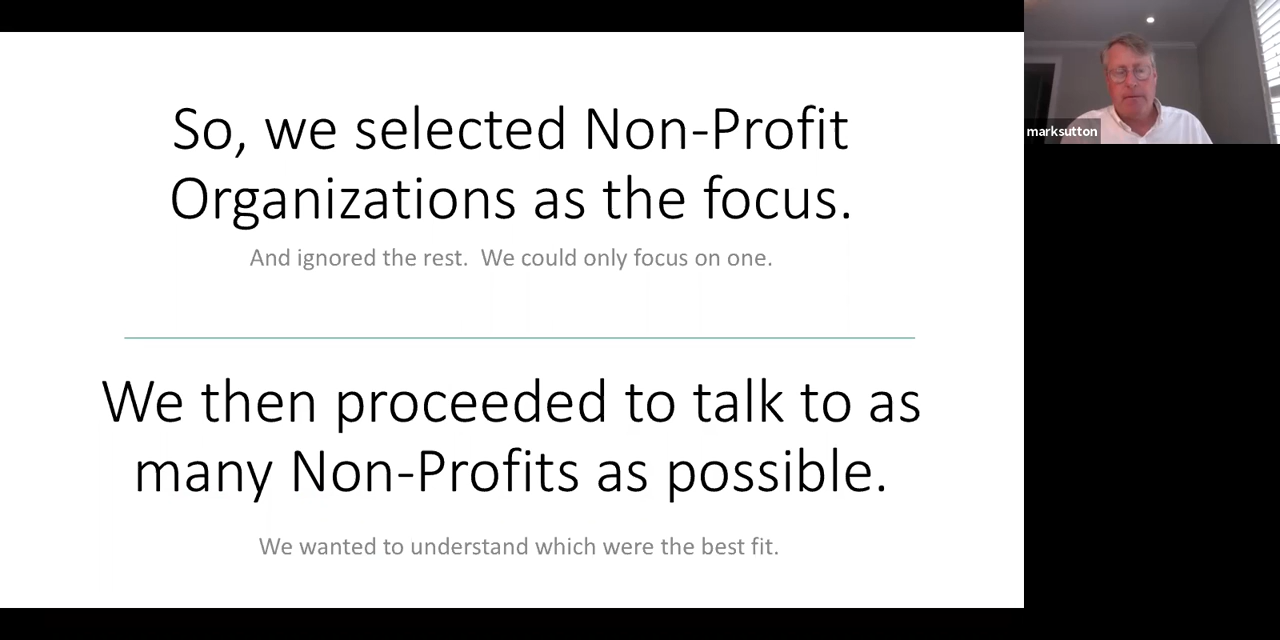 So, we selected Non-Profit
Organizations as the focus.
And ignored the rest.  We could only focus on one.
We then proceeded to talk to as
many Non-Profits as possible.
We wanted to understand which were the best fit.
marksutton